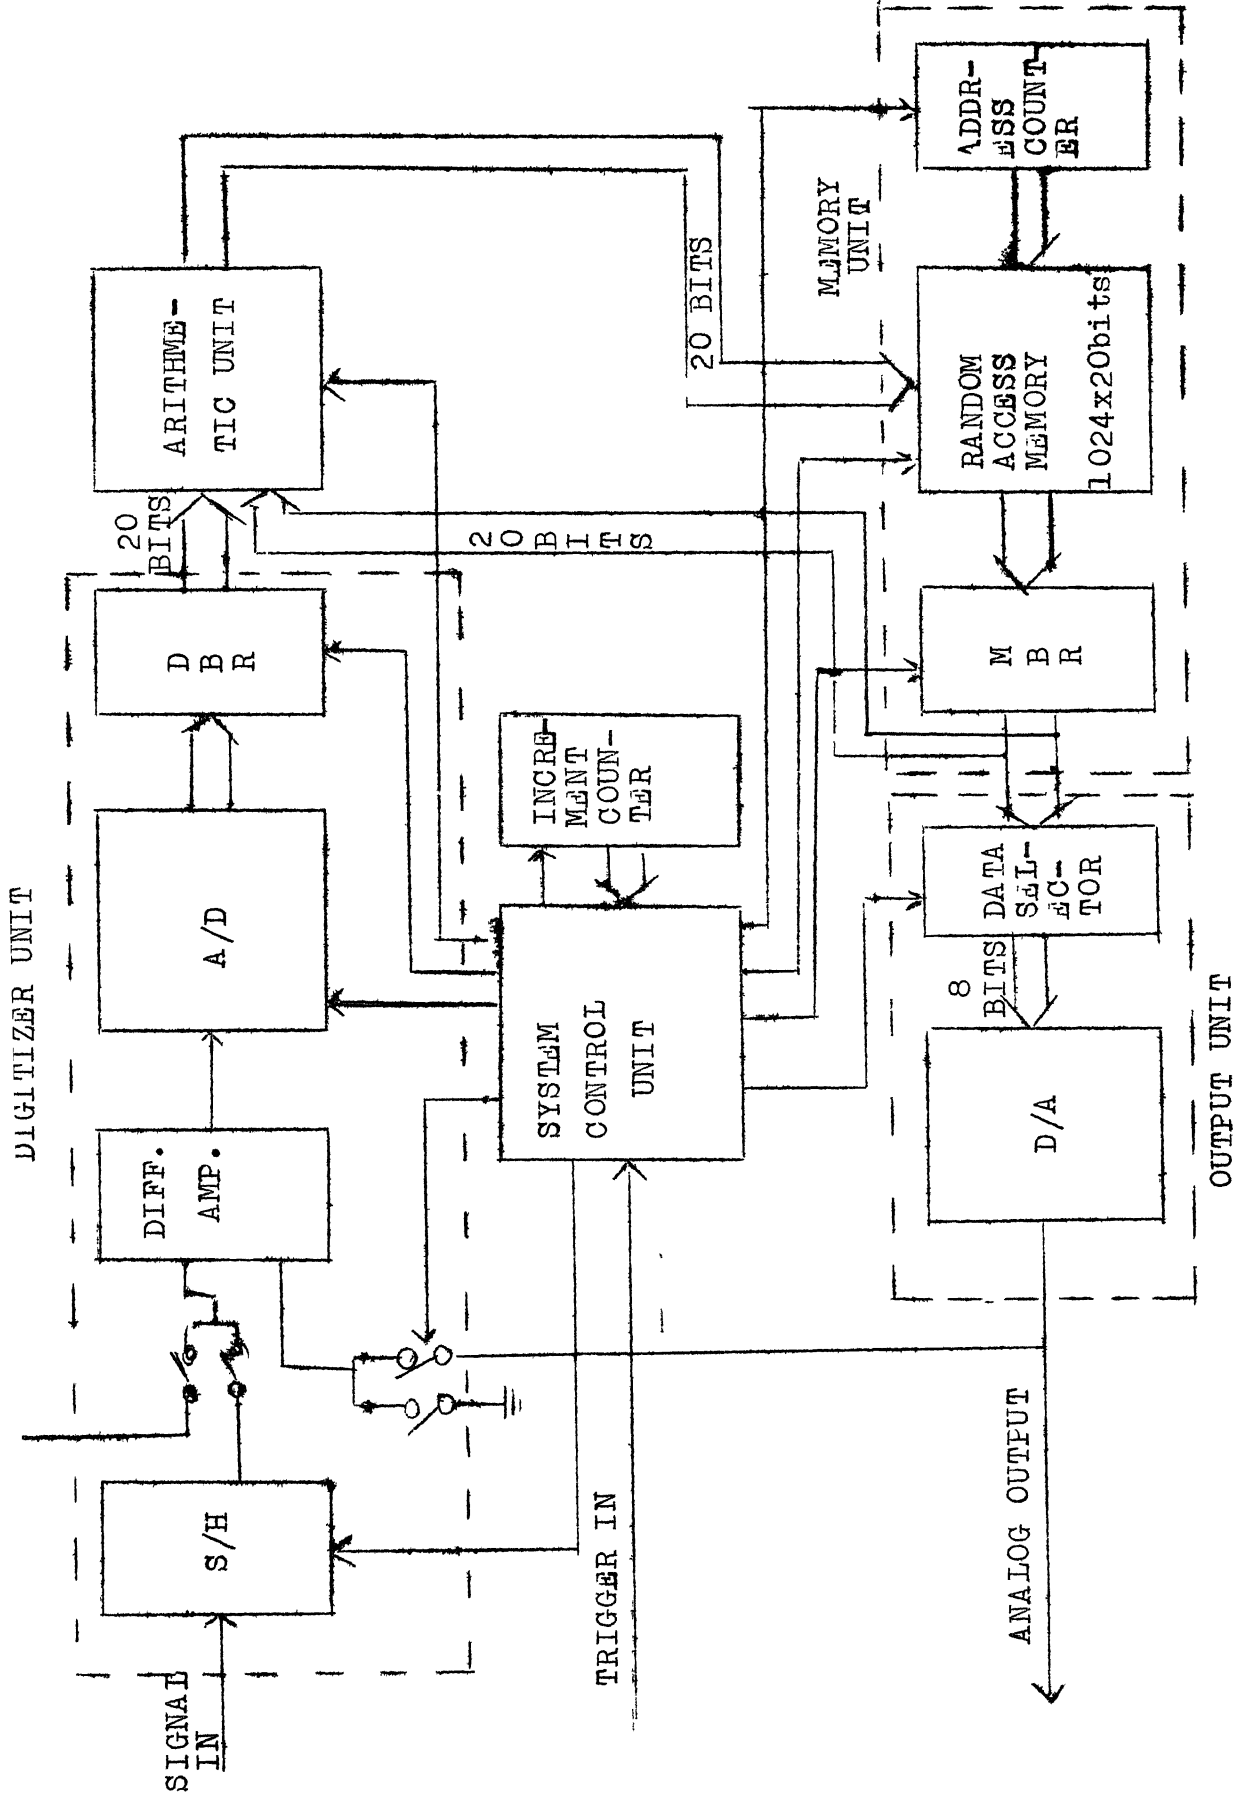 DIGITIZER UNIT
SIGNAL
IN
S/H
DIFF.
AMP.
A/D
D
B
R
20
BITS
ARITHME-
TIC UNIT
20
BITS
TRIGGER IN
SYSTEM
CONTROL
UNIT
INCRE-
MENT
COUN-
TER
20 BITS
MEMORY
UNIT
ANALOG OUTPUT
D/A
8
BITS
DATA
SEL-
EC-
TOR
M
B
R
RANDOM
ACCESS
MEMORY
1024x20bits
ADDR-
ESS
COUNT
ER
OUTPUT UNIT